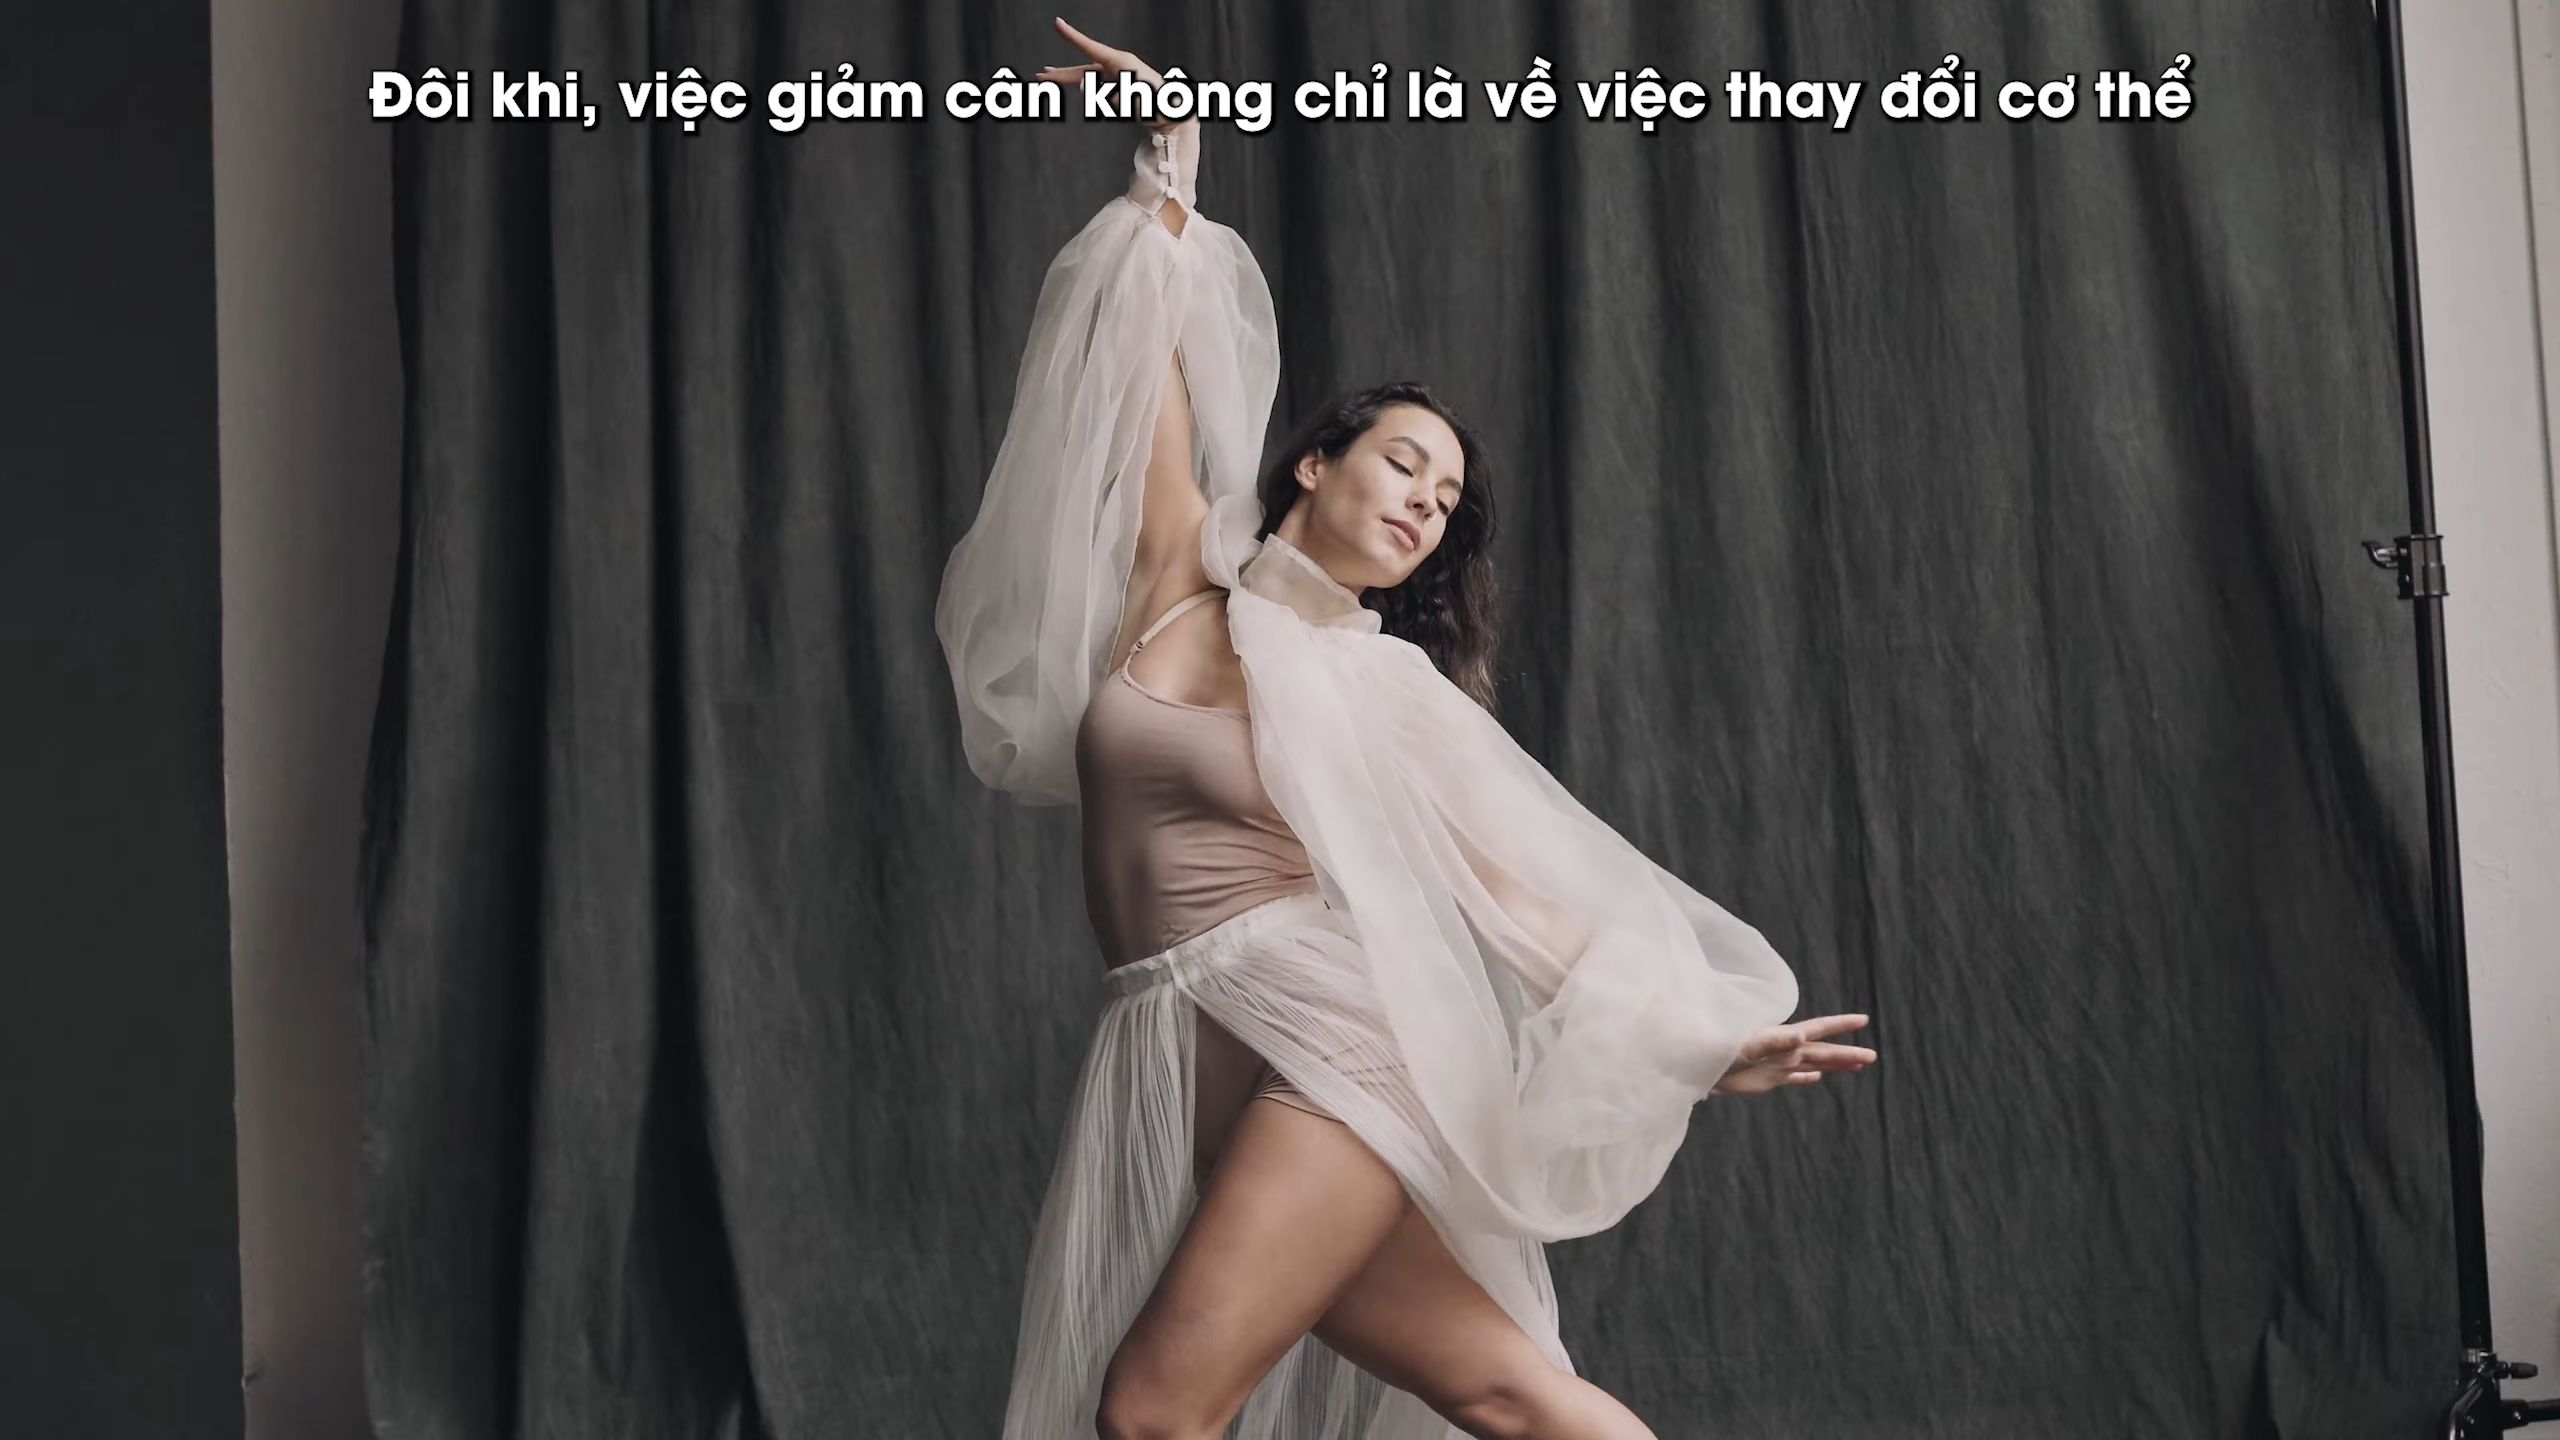 Đôi khi, việc giảm cân không chỉ là về việc thay đổi cơ thể